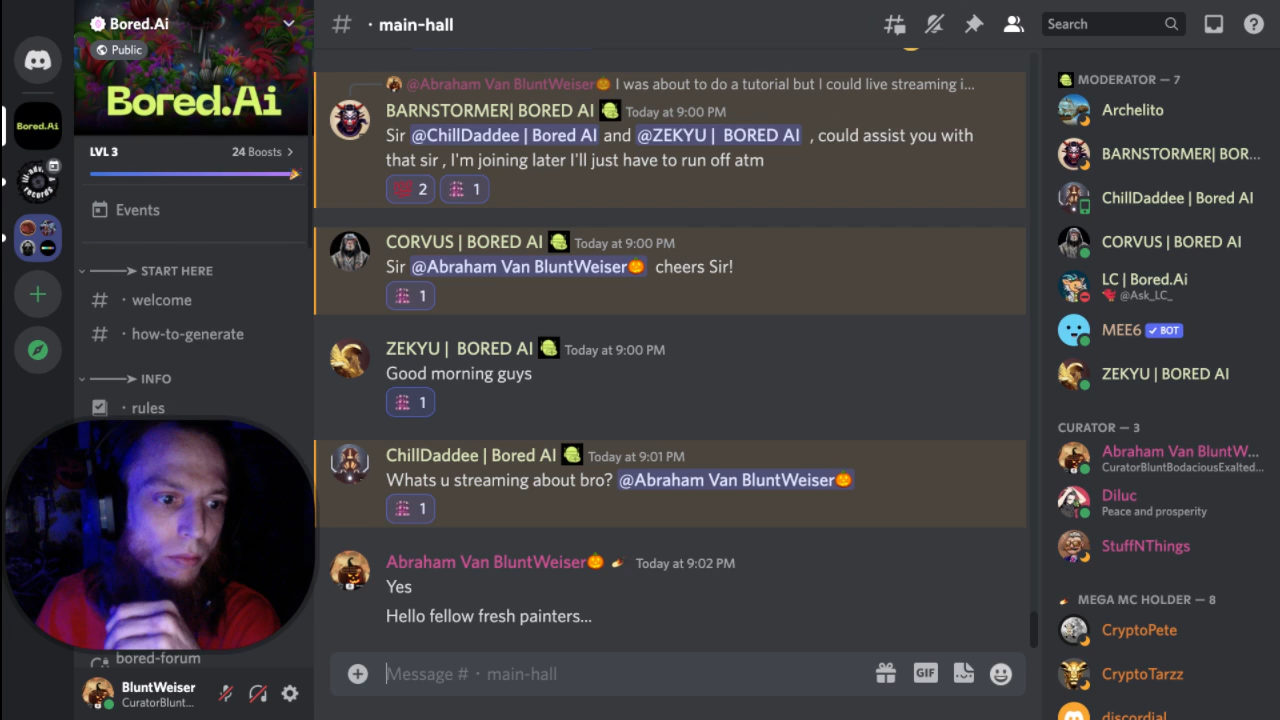 Bored.Ai
Public
Bored.Ai
LVL 3
24 Boosts
Events
START HERE
# · welcome
# · how-to-generate
INFO
· rules
bored-forum
BluntWeiser
CuratorBlunt...
Bored.Ai
# · main-hall
Search
@Abraham Van BluntWeiser🎃 I was about to do a tutorial but I could live streaming i...
BARNSTORMER| BORED AI Today at 9:00 PM
Sir @ChillDaddee | Bored AI and @ZEKYU | BORED AI , could assist you with
that sir , I'm joining later I'll just have to run off atm
💯 2 1
CORVUS | BORED AI Today at 9:00 PM
Sir @Abraham Van BluntWeiser🎃 cheers Sir!
1
ZEKYU | BORED AI Today at 9:00 PM
Good morning guys
1
ChillDaddee | Bored AI Today at 9:01 PM
Whats u streaming about bro? @Abraham Van BluntWeiser🎃
1
Abraham Van BluntWeiser🎃 Today at 9:02 PM
Yes
Hello fellow fresh painters...
Message # · main-hall
GIF
MODERATOR — 7
Archelito
BARNSTORMER| BOR...
ChillDaddee | Bored AI
CORVUS | BORED AI
LC | Bored.Ai
@Ask_LC_
MEE6 ✓ BOT
ZEKYU | BORED AI
CURATOR — 3
Abraham Van BluntW...
CuratorBluntBodaciousExalted...
Diluc
Peace and prosperity
StuffNThings
MEGA MC HOLDER — 8
CryptoPete
CryptoTarzz
discordial